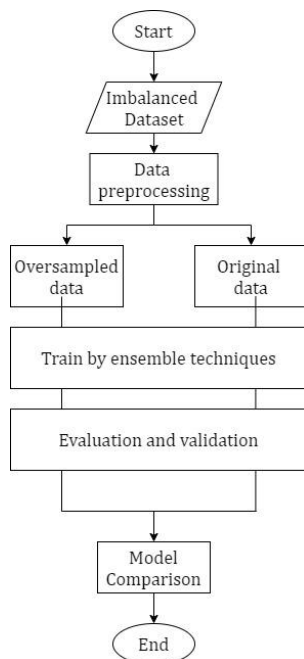 Start
Imbalanced
Dataset
Data
preprocessing
Oversampled
data
Original
data
Train by ensemble techniques
Evaluation and validation
Model
Comparison
End